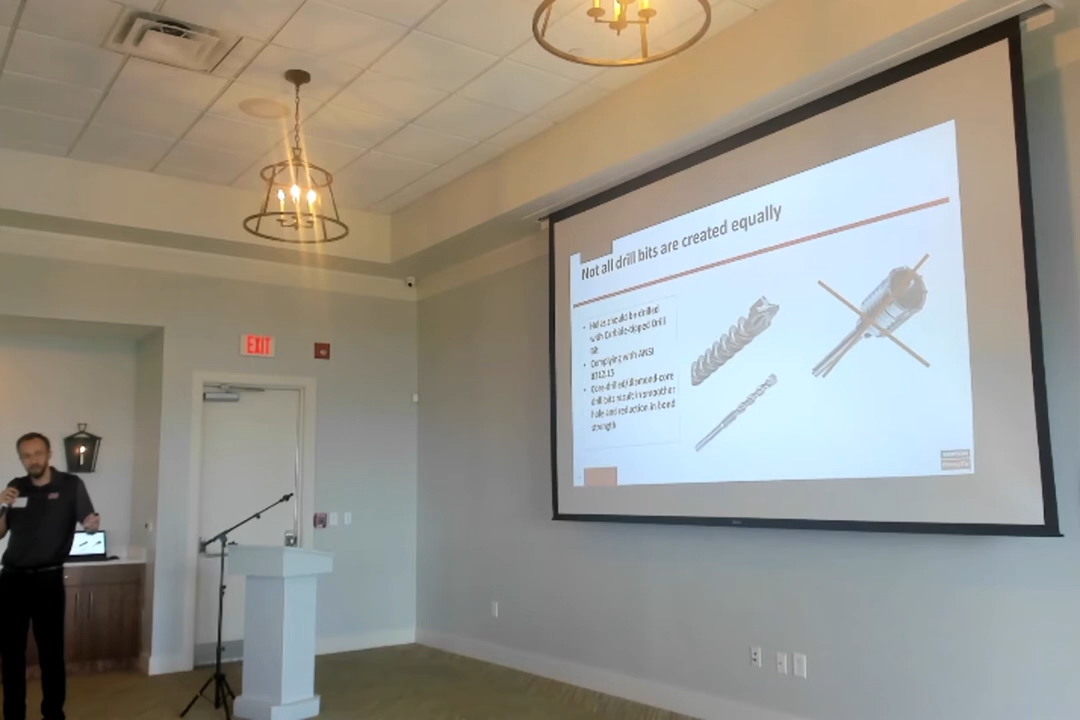 Not all drill bits are created equally
• Holes should be drilled
with Carbide-tipped Drill
Bit
• Complying with ANSI
B212.15
• Core-drilled/diamond-core
drill bits result in smoother
hole and reduction in bond
strength
EXIT